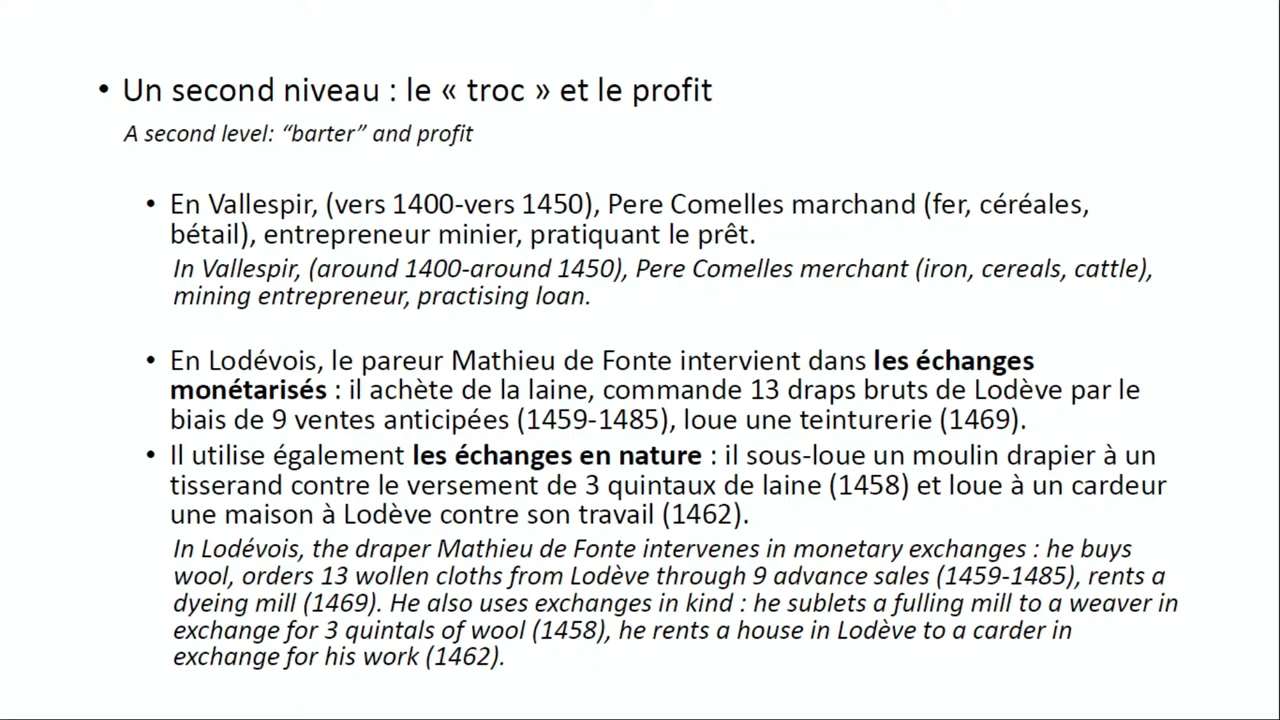 • Un second niveau : le « troc » et le profit
A second level: “barter” and profit
• En Vallespir, (vers 1400-vers 1450), Pere Comelles marchand (fer, céréales,
bétail), entrepreneur minier, pratiquant le prêt.
In Vallespir, (around 1400-around 1450), Pere Comelles merchant (iron, cereals, cattle),
mining entrepreneur, practising loan.
• En Lodévois, le pareur Mathieu de Fonte intervient dans les échanges
monétarisés : il achète de la laine, commande 13 draps bruts de Lodève par le
biais de 9 ventes anticipées (1459-1485), loue une teinturerie (1469).
• Il utilise également les échanges en nature : il sous-loue un moulin drapier à un
tisserand contre le versement de 3 quintaux de laine (1458) et loue à un cardeur
une maison à Lodève contre son travail (1462).
In Lodévois, the draper Mathieu de Fonte intervenes in monetary exchanges : he buys
wool, orders 13 wollen cloths from Lodève through 9 advance sales (1459-1485), rents a
dyeing mill (1469). He also uses exchanges in kind : he sublets a fulling mill to a weaver in
exchange for 3 quintals of wool (1458), he rents a house in Lodève to a carder in
exchange for his work (1462).